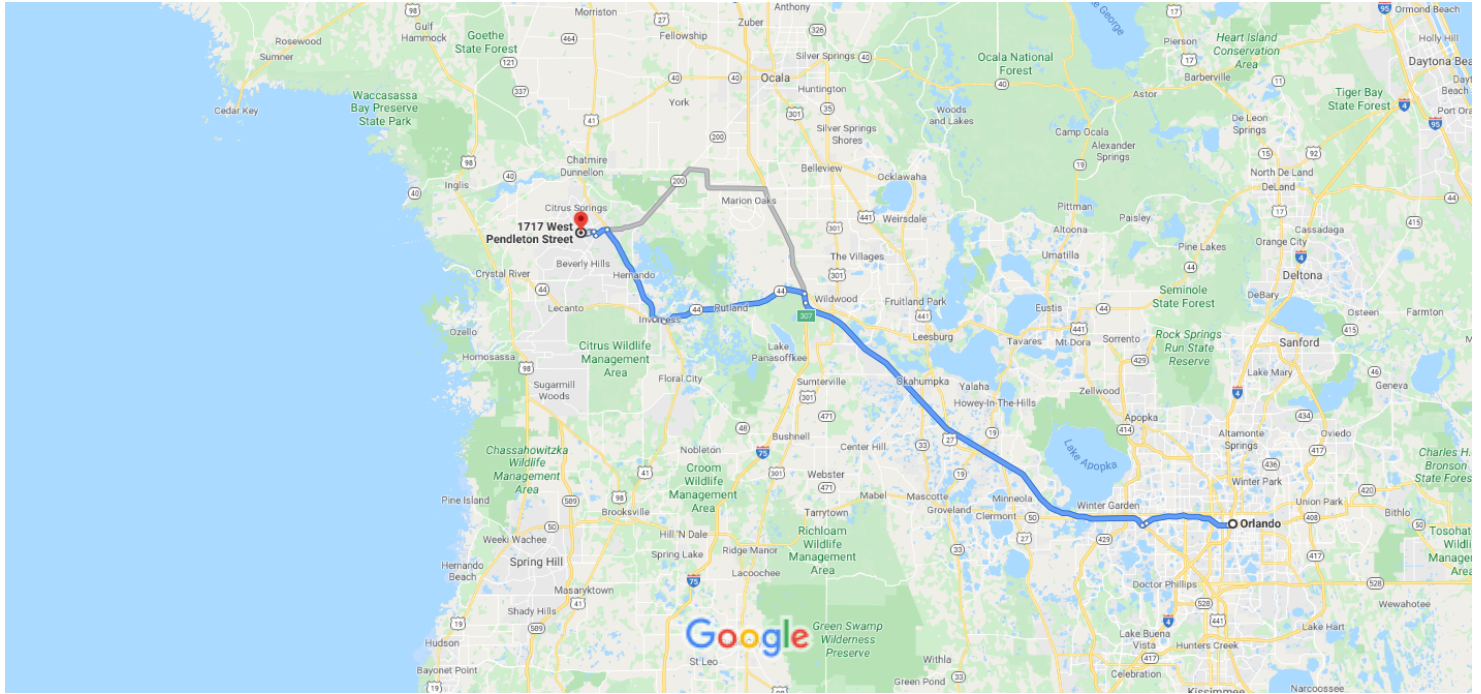 Morriston
Anthony
Ormond Beach
Rosewood
Sumner
Gulf
Hammock
Goethe
State Forest
Fellowship
Zuber
Pierson
Heart Island
Conservation
Area
Holly Hill
Daytona Bea
Silver Springs
Ocala National
Forest
Barberville
Ocala
Huntington
Cedar Key
Waccasassa
Bay Preserve
State Park
York
Woods
and Lakes
Astor
Tiger Bay
State Forest
Port Ora
Silver Springs
Shores
De Leon
Springs
Camp Ocala
Alexander
Springs
Chatmire
Dunnellon
Belleview
Ocklawaha
North De Land
DeLand
Inglis
Marion Oaks
Citrus Springs
Pittman
Paisley
Weirsdale
Altoona
Cassadaga
1717 West
Pendleton Street
Orange City
Pine Lakes
Beverly Hills
The Villages
Umatilla
Deltona
Crystal River
Hernando
Seminole
State Forest
DeBary
Lecanto
Rutland
Wildwood
Fruitland Park
Eustis
Osteen
Farmton
Inverness
307
Ozello
Leesburg
Tavares
Mt Dora
Sorrento
Rock Springs
Run State
Reserve
Sanford
Homosassa
Citrus Wildlife
Management
Area
Lake
Panasoffkee
Lake Mary
Geneva
Sugarmill
Woods
Floral City
Sumterville
Okahumpka
Yalaha
Zellwood
Howey-In-The-Hills
Apopka
Altamonte
Springs
Oviedo
Bushnell
Center Hill
Lake Apopka
Chassahowitzka
Wildlife
Management
Area
Nobleton
Croom
Wildlife
Management
Area
Webster
Charles H.
Bronson
State Fores
Winter Park
Pine Island
Mabel
Mascotte
Groveland
Minneola
Clermont
Winter Garden
Union Park
Bithlo
Brooksville
Tarrytown
Orlando
Weeki Wachee
Hill 'N Dale
Richloam
Wildlife
Management
Area
Tosohat
Wildl
Managem
Area
Spring Lake
Ridge Manor
Spring Hill
Hernando
Beach
Lacoochee
Doctor Phillips
Masaryktown
Shady Hills
Wewahotee
Google
Green Swamp
Wilderness
Preserve
Lake Buena
Vista
Hunters Creek
Lake Hart
Hudson
Bayonet Point
St Leo
Withla
Green Pond
Kissimmee
Narcoossee